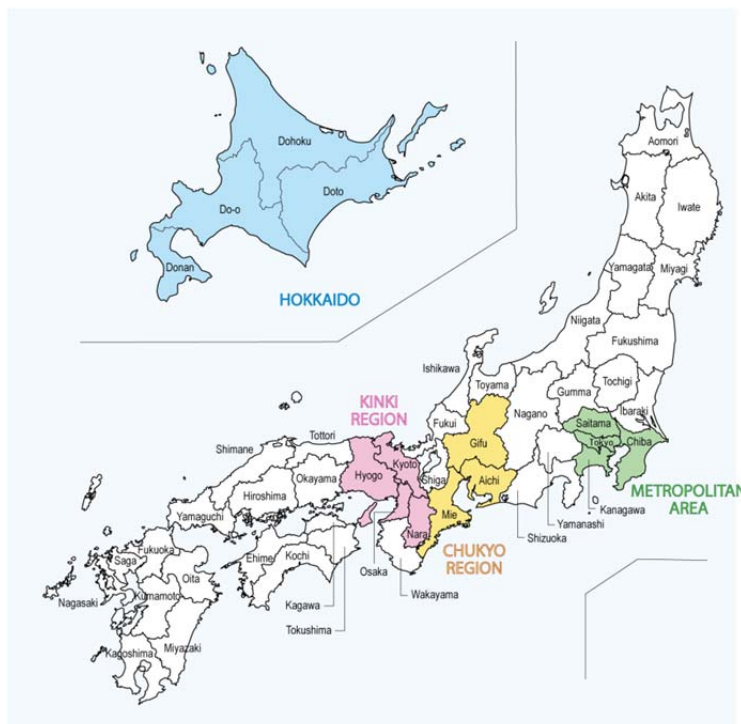 Dohoku
Doto
Do-o
Donan
HOKKAIDO
Aomori
Akita
Iwate
Yamagata
Miyagi
Niigata
Fukushima
Ishikawa
Toyama
Tochigi
Gumma
Nagano
Ibaraki
KINKI
REGION
Fukui
Saitama
Tottori
Gifu
Tokyo
Chiba
Shimane
Kyoto
Okayama
Hyogo
Shiga
Aichi
METROPOLITAN
AREA
Hiroshima
Mie
Kanagawa
Yamaguchi
Yamanashi
Nara
Shizuoka
Fukuoka
CHUKYO
REGION
Saga
Ehime
Kochi
Oita
Osaka
Kumamoto
Wakayama
Nagasaki
Kagawa
Tokushima
Kagoshima
Miyazaki